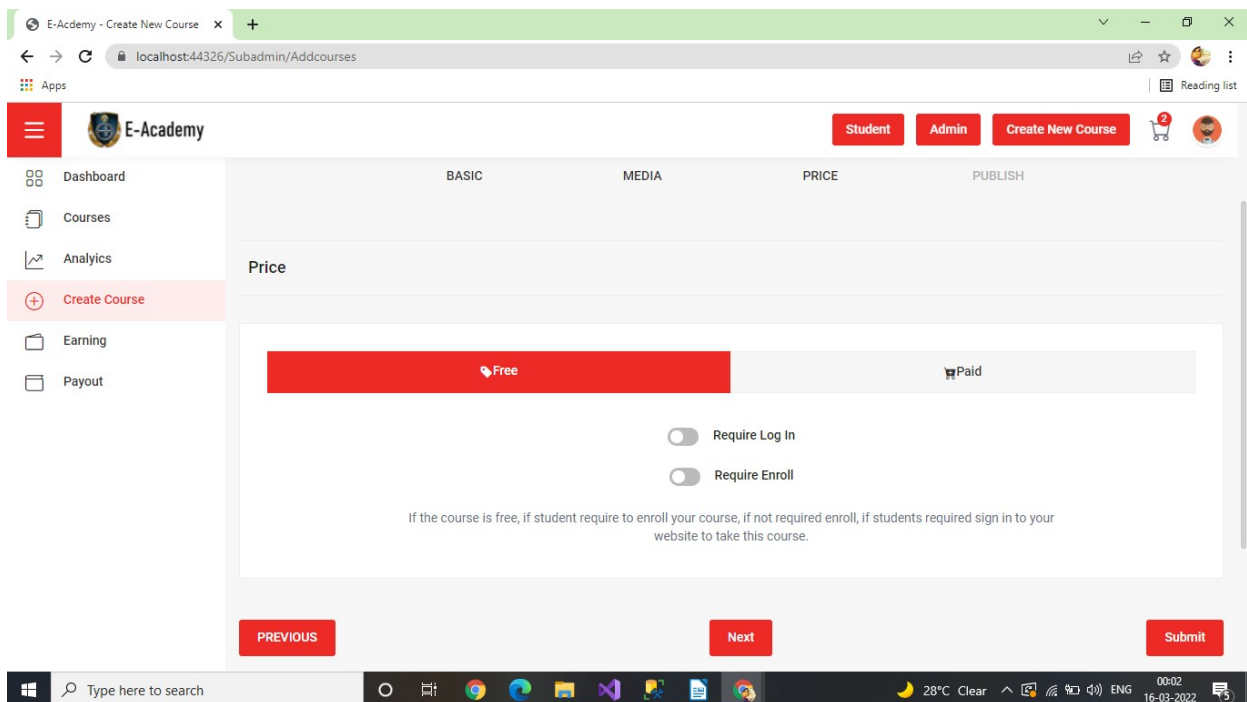 E-Acdemy - Create New Course
localhost:44326/Subadmin/Addcourses
Apps
Reading list
E-Academy
Student
Admin
Create New Course
2
Dashboard
Courses
Analyics
Create Course
Earning
Payout
BASIC
MEDIA
PRICE
PUBLISH
Price
Free
Paid
Require Log In
Require Enroll
If the course is free, if student require to enroll your course, if not required enroll, if students required sign in to your
website to take this course.
PREVIOUS
Next
Submit
Type here to search
28°C Clear
ENG
00:02
16-03-2022
5